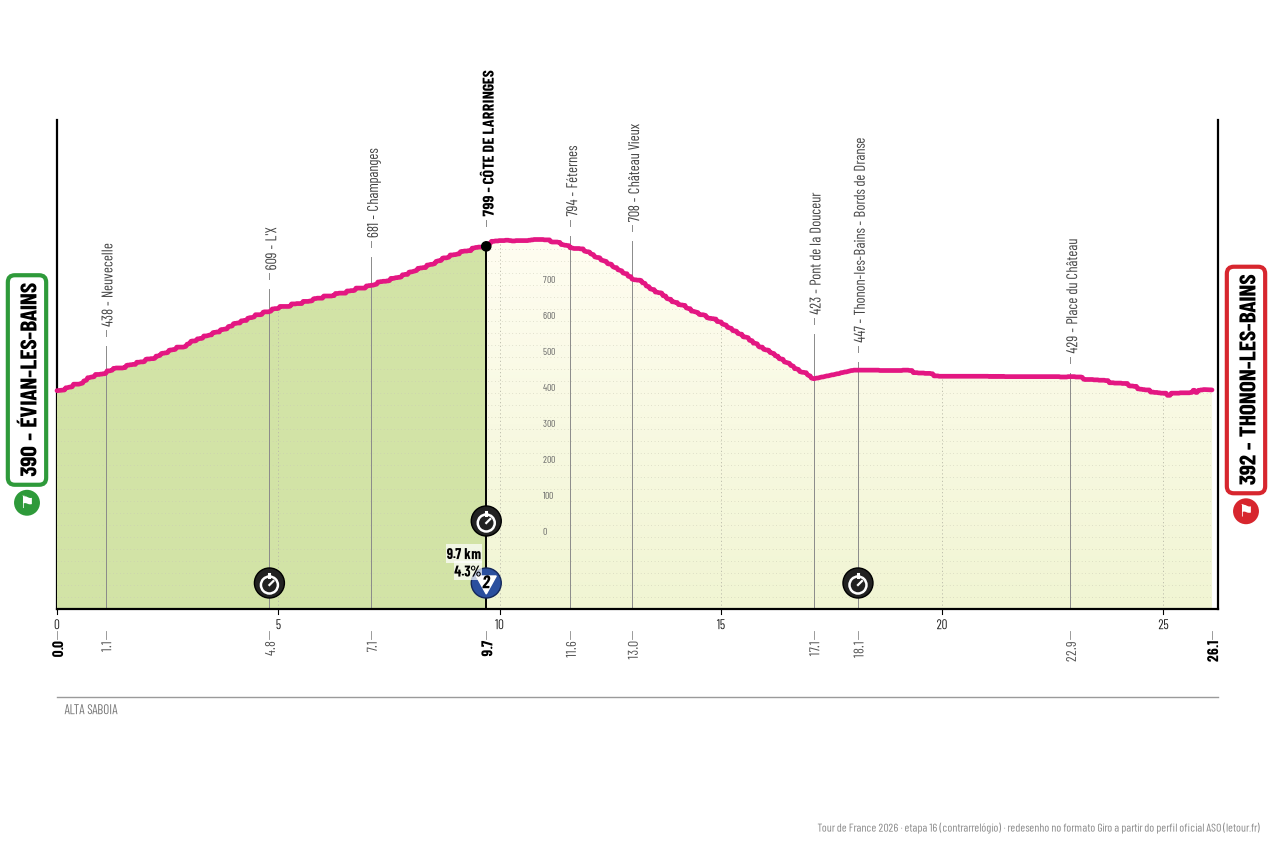 390 - ÉVIAN-LES-BAINS
438 - Neuvecelle
609 - L'X
681 - Champanges
799 - CÔTE DE LARRINGES
794 - Féternes
708 - Château Vieux
423 - Pont de la Douceur
447 - Thonon-les-Bains - Bords de Dranse
429 - Place du Château
392 - THONON-LES-BAINS
700
600
500
400
300
200
100
0
9.7 km
4.3%
2
0
5
10
15
20
25
0.0
1.1
4.8
7.1
9.7
11.6
13.0
17.1
18.1
22.9
26.1
ALTA SABOIA
Tour de France 2026 · etapa 16 (contrarrelógio) · redesenho no formato Giro a partir do perfil oficial ASO (letour.fr)